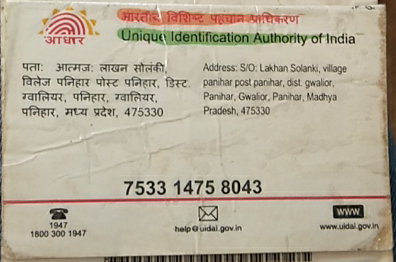 भारतीय विशिष्ट पहचान प्राधिकरण
Unique Identification Authority of India
आधार
पता: आत्मज: लाखन सोलंकी,
विलेज पनिहार पोस्ट पनिहार, डिस्ट.
ग्वालियर, पनिहार, ग्वालियर,
पनिहार, मध्य प्रदेश, 475330
Address: S/O: Lakhan Solanki, village
panihar post panihar, dist. gwalior,
Panihar, Gwalior, Panihar, Madhya
Pradesh, 475330
7533 1475 8043
1947
1800 300 1947
help@uidai.gov.in
www
www.uidai.gov.in